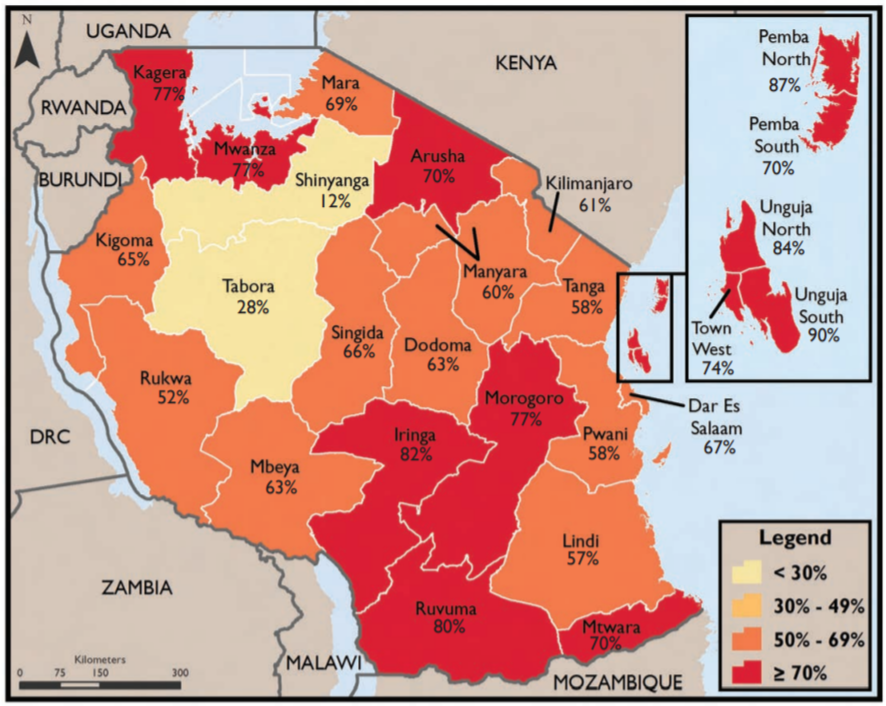 N
UGANDA
KENYA
RWANDA
BURUNDI
DRC
ZAMBIA
MALAWI
MOZAMBIQUE
Kagera
77%
Mara
69%
Mwanza
77%
Arusha
70%
Shinyanga
12%
Kilimanjaro
61%
Kigoma
65%
Tabora
28%
Manyara
60%
Tanga
58%
Singida
66%
Dodoma
63%
Rukwa
52%
Morogoro
77%
Dar Es
Salaam
67%
Iringa
82%
Pwani
58%
Mbeya
63%
Lindi
57%
Ruvuma
80%
Mtwara
70%
Pemba
North
87%
Pemba
South
70%
Unguja
North
84%
Unguja
South
90%
Town
West
74%
Legend
< 30%
30% - 49%
50% - 69%
≥ 70%
Kilometers
0 75 150 300